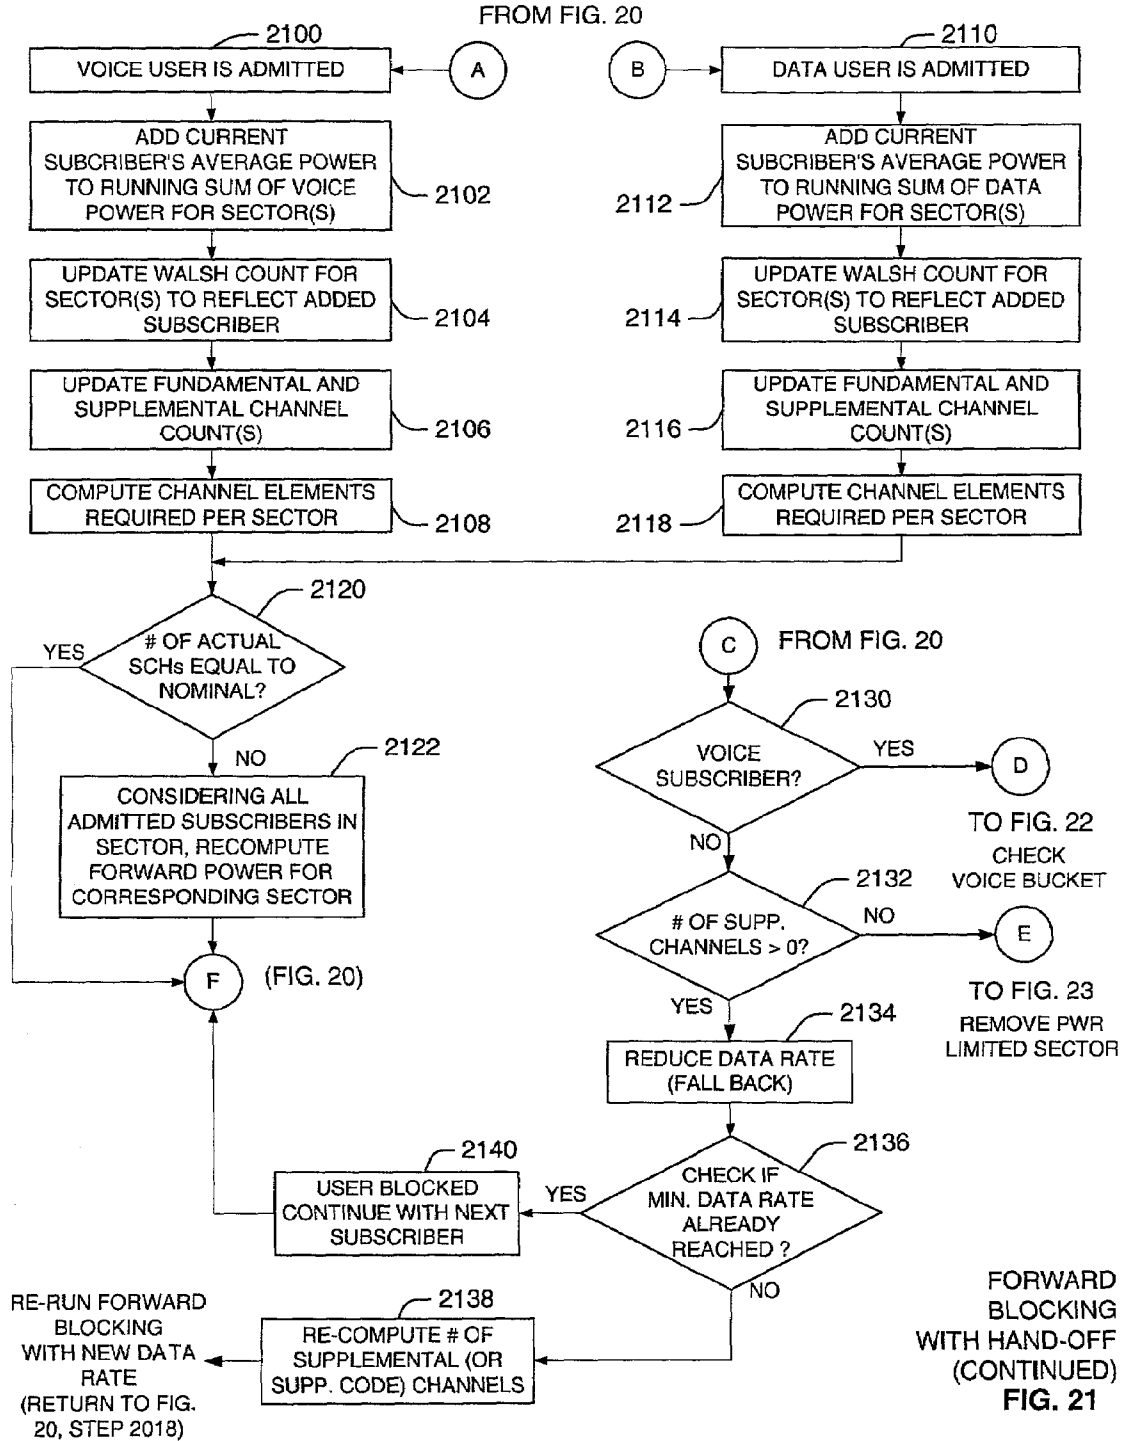 FROM FIG. 20
2100
VOICE USER IS ADMITTED
A
ADD CURRENT
SUBCRIBER'S AVERAGE POWER
TO RUNNING SUM OF VOICE
POWER FOR SECTOR(S)
2102
UPDATE WALSH COUNT FOR
SECTOR(S) TO REFLECT ADDED
SUBSCRIBER
2104
UPDATE FUNDAMENTAL AND
SUPPLEMENTAL CHANNEL
COUNT(S)
2106
COMPUTE CHANNEL ELEMENTS
REQUIRED PER SECTOR
2108
B
2110
DATA USER IS ADMITTED
ADD CURRENT
SUBCRIBER'S AVERAGE POWER
TO RUNNING SUM OF DATA
POWER FOR SECTOR(S)
2112
UPDATE WALSH COUNT FOR
SECTOR(S) TO REFLECT ADDED
SUBSCRIBER
2114
UPDATE FUNDAMENTAL AND
SUPPLEMENTAL CHANNEL
COUNT(S)
2116
COMPUTE CHANNEL ELEMENTS
REQUIRED PER SECTOR
2118
2120
# OF ACTUAL
SCHs EQUAL TO
NOMINAL?
YES
NO
2122
CONSIDERING ALL
ADMITTED SUBSCRIBERS IN
SECTOR, RECOMPUTE
FORWARD POWER FOR
CORRESPONDING SECTOR
F
(FIG. 20)
C
FROM FIG. 20
2130
VOICE
SUBSCRIBER?
YES
D
TO FIG. 22
CHECK
VOICE BUCKET
NO
2132
# OF SUPP.
CHANNELS > 0?
NO
E
TO FIG. 23
REMOVE PWR
LIMITED SECTOR
YES
2134
REDUCE DATA RATE
(FALL BACK)
2136
CHECK IF
MIN. DATA RATE
ALREADY
REACHED ?
YES
2140
USER BLOCKED
CONTINUE WITH NEXT
SUBSCRIBER
NO
2138
RE-COMPUTE # OF
SUPPLEMENTAL (OR
SUPP. CODE) CHANNELS
RE-RUN FORWARD
BLOCKING
WITH NEW DATA
RATE
(RETURN TO FIG.
20, STEP 2018)
FORWARD
BLOCKING
WITH HAND-OFF
(CONTINUED)
FIG. 21